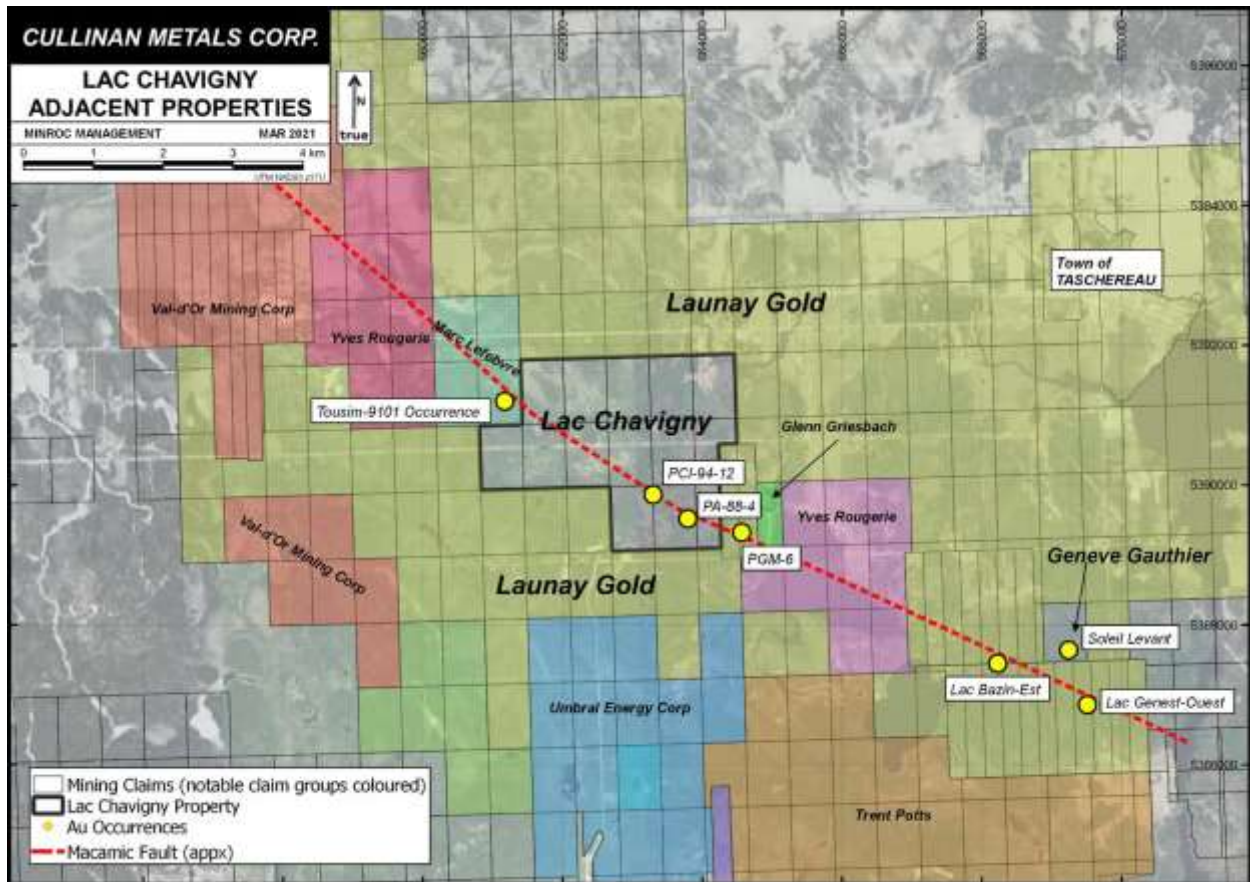 CULLINAN METALS CORP.
LAC CHAVIGNY
ADJACENT PROPERTIES
MINROC MANAGEMENT MAR 2021
0 1 2 3 4 km
N
true
5396000
5394000
Town of
TASCHEREAU
Launay Gold
Val-d'Or Mining Corp
Yves Rougerie
Marc Lefebvre
Tousim-9101 Occurrence
Lac Chavigny
Glenn Griesbach
PCI-94-12
PA-88-4
PGM-6
5390000
Yves Rougerie
Val-d'Or Mining Corp
Launay Gold
Geneve Gauthier
Soleil Levant
Lac Bazin-Est
Lac Genest-Ouest
Umbral Energy Corp
Trent Potts
Mining Claims (notable claim groups coloured)
Lac Chavigny Property
Au Occurrences
Macamic Fault (appx)